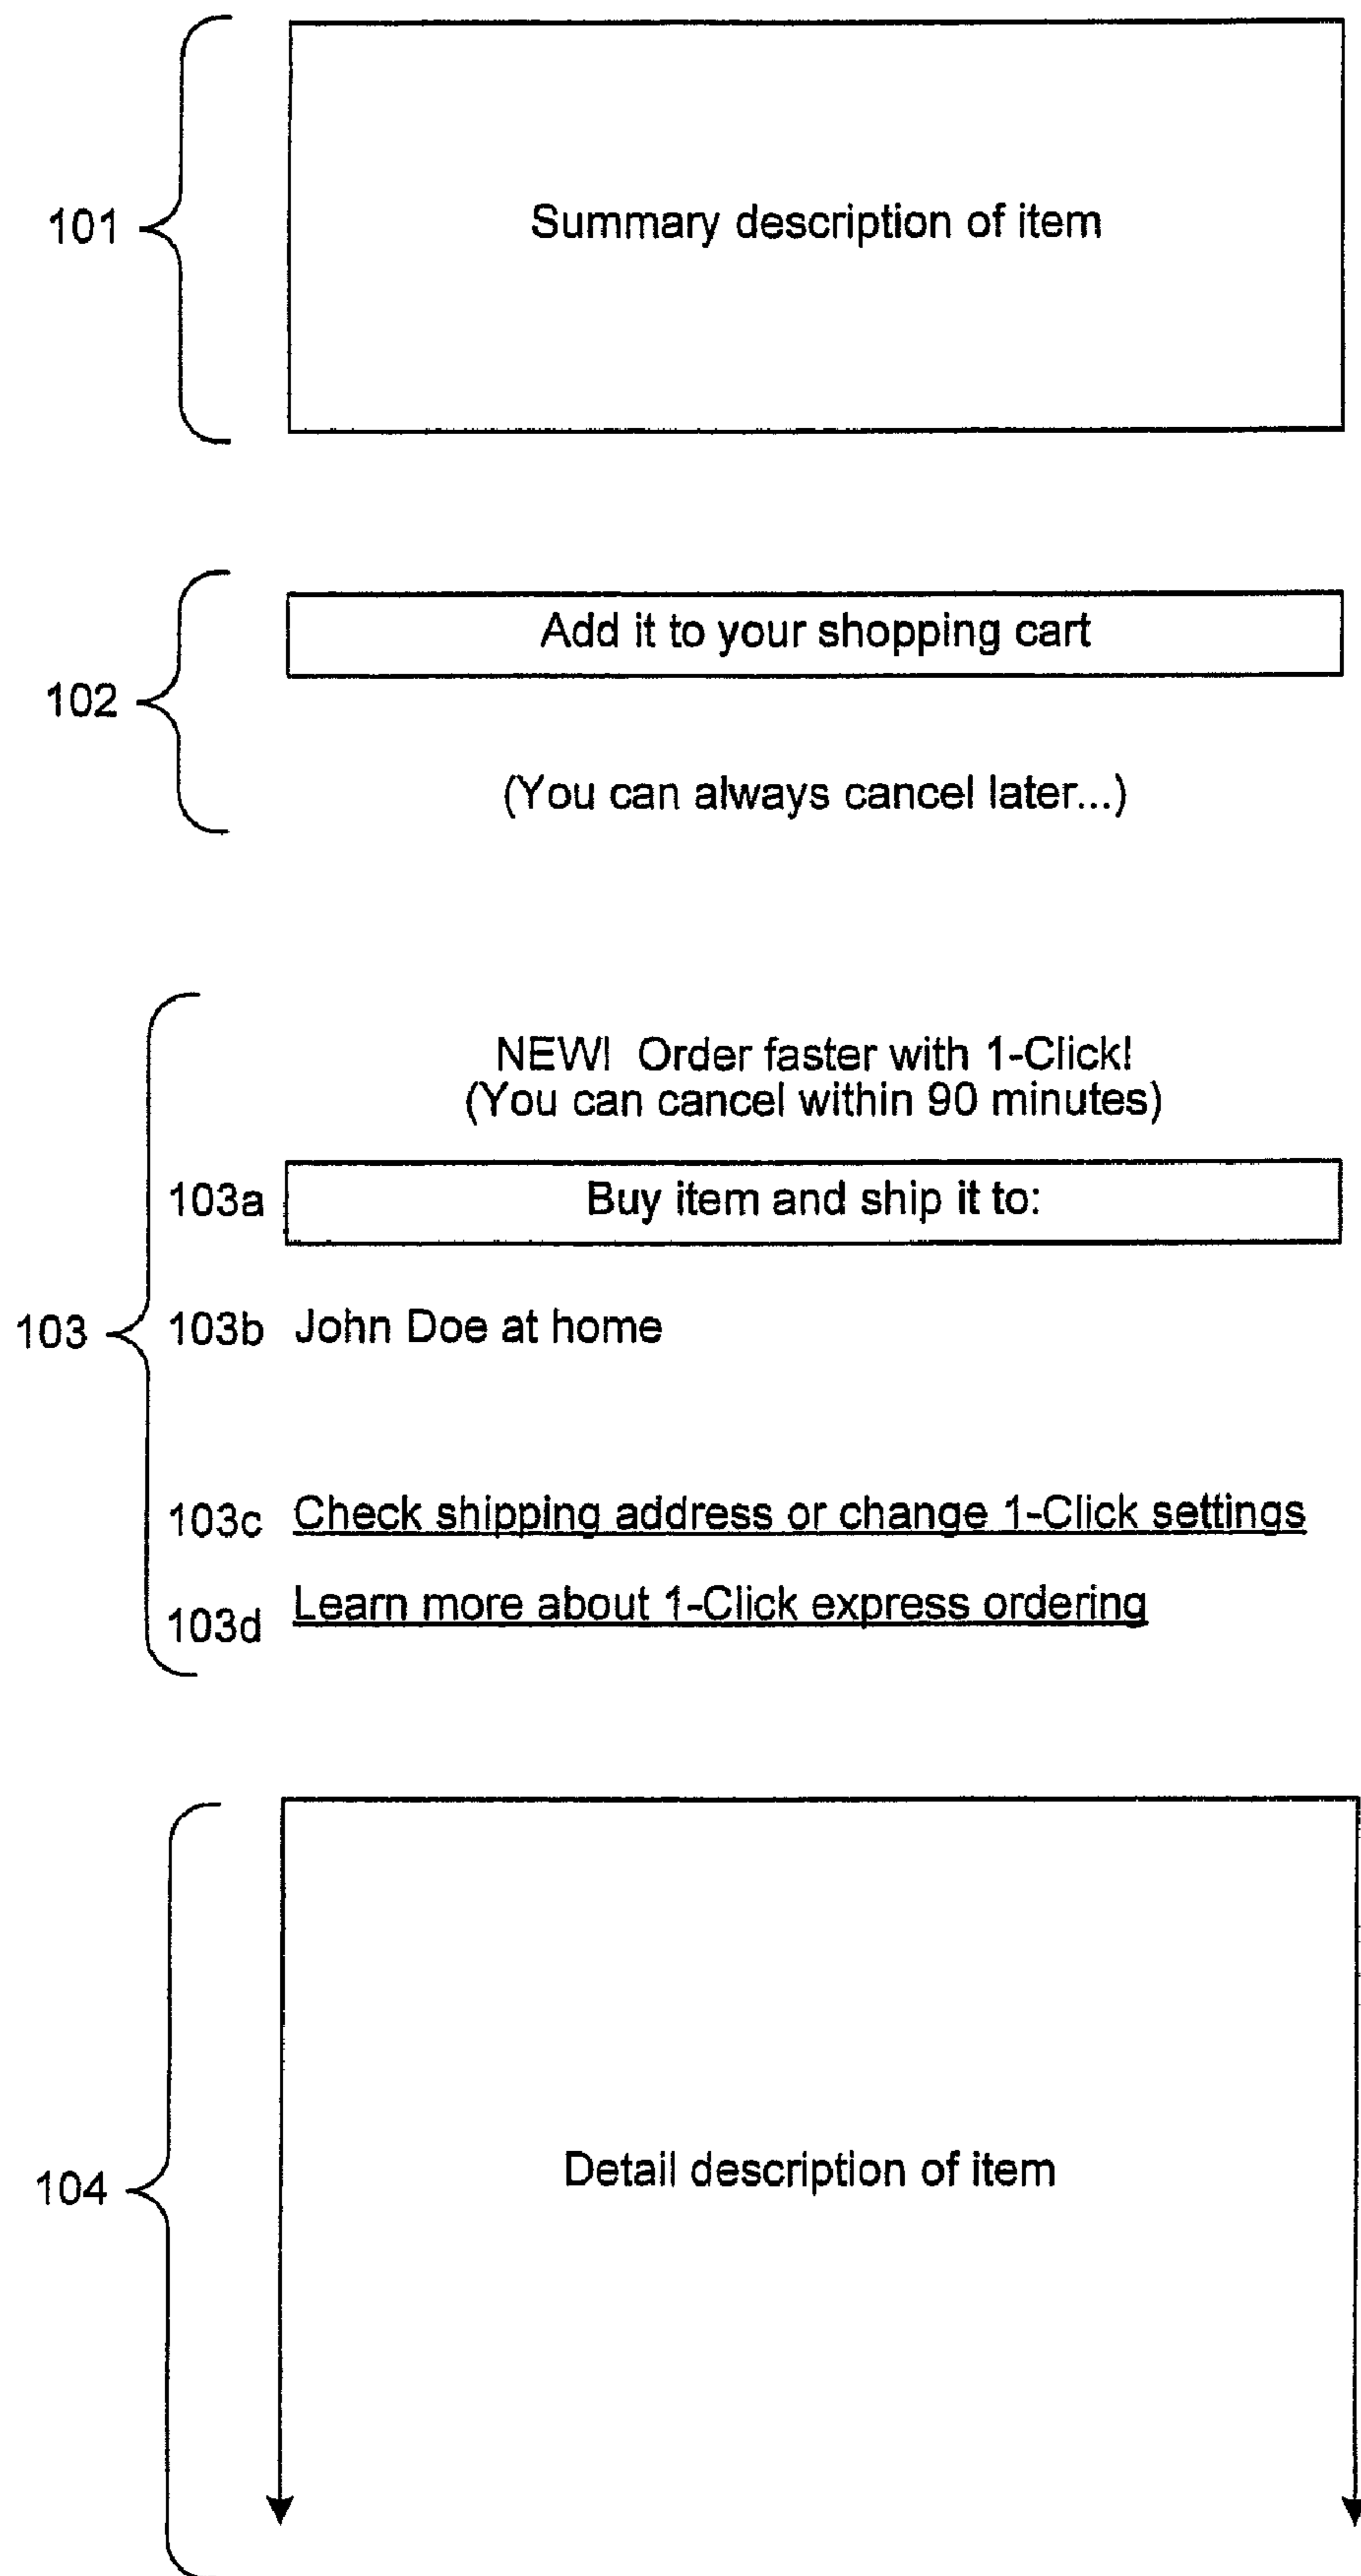 101
Summary description of item
Add it to your shopping cart
102
(You can always cancel later...)
NEW! Order faster with 1-Click!
(You can cancel within 90 minutes)
103a Buy item and ship it to:
103 103b John Doe at home
103c Check shipping address or change 1-Click settings
103d Learn more about 1-Click express ordering
104
Detail description of item